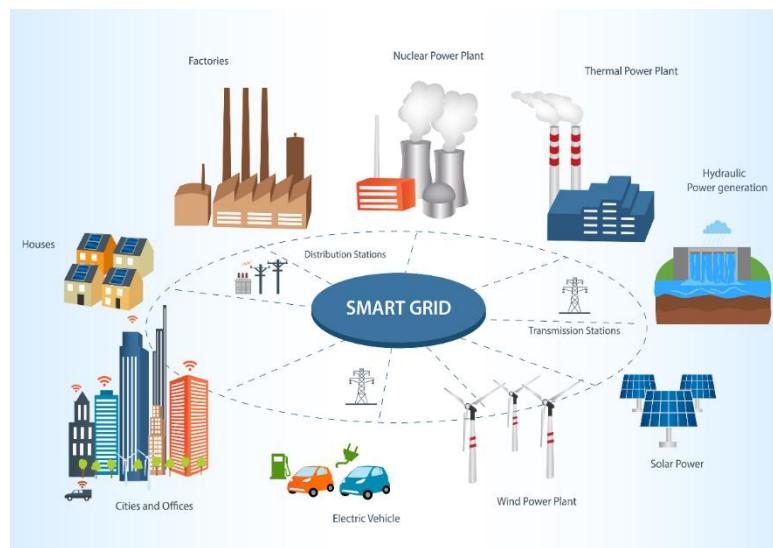 Nuclear Power Plant
Factories
Thermal Power Plant
Hydraulic
Power generation
Houses
Distribution Stations
SMART GRID
Transmission Stations
Solar Power
Wind Power Plant
Cities and Offices
Electric Vehicle